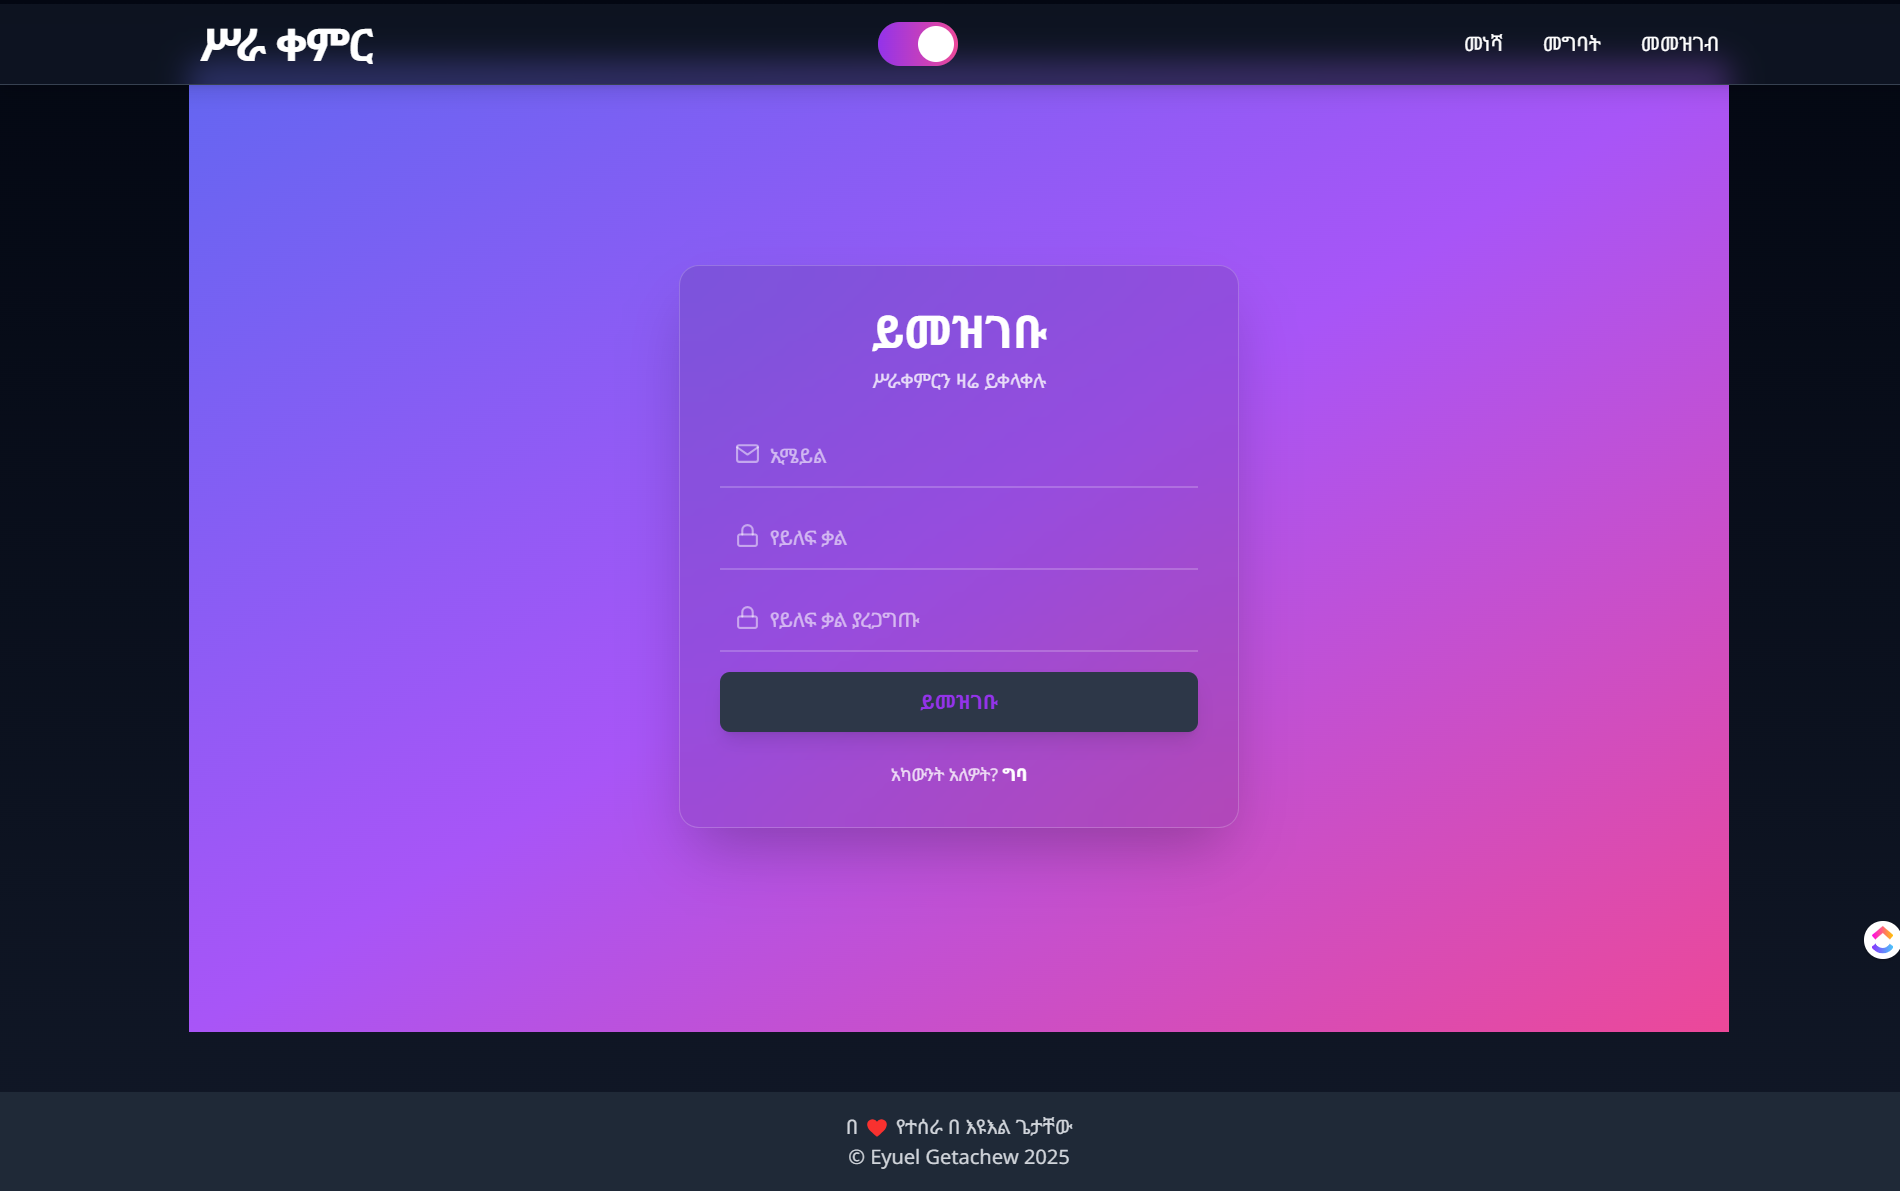 ሥራ ቀምር
መነሻ መግባት መመዝገብ
ይመዝገቡ
ሥራቀምርን ዛሬ ይቀላቀሉ
ኢሜይል
የይለፍ ቃል
የይለፍ ቃል ያረጋግጡ
ይመዝገቡ
አካውንት አለዎት? ግባ
በ ❤️ የተሰራ በ እዩኤል ጌታቸው
© Eyuel Getachew 2025